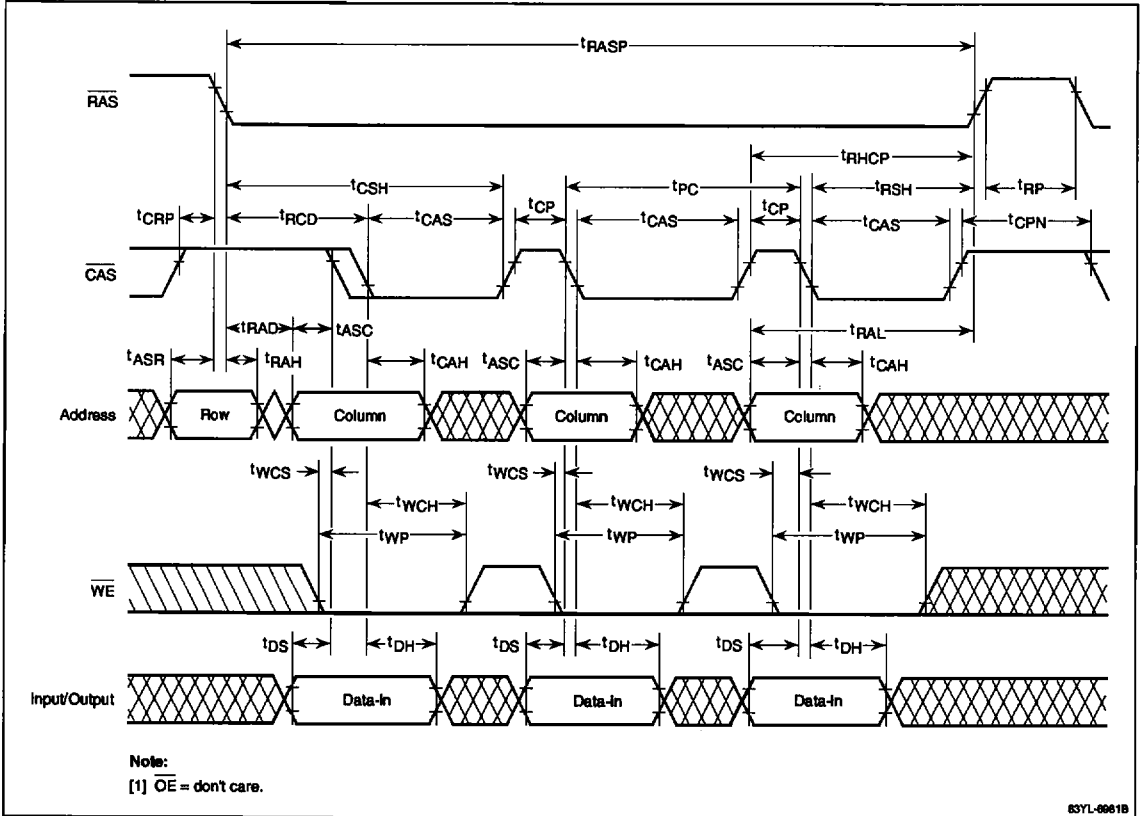 tRASP
RAS
tRHCP
tCSH tPC tRSH tRP
tCRP tRCD tCAS tCP tCAS tCP tCAS tCPN
CAS
tRAD tASC tRAL
tASR tRAH tCAH tASC tCAH tASC tCAH
Address Row Column Column Column
tWCS tWCS tWCS
tWCH tWCH tWCH
tWP tWP tWP
WE
tDS tDH tDS tDH tDS tDH
Input/Output Data-In Data-In Data-In
Note:
[1] OE = don't care.
83YL-6961B